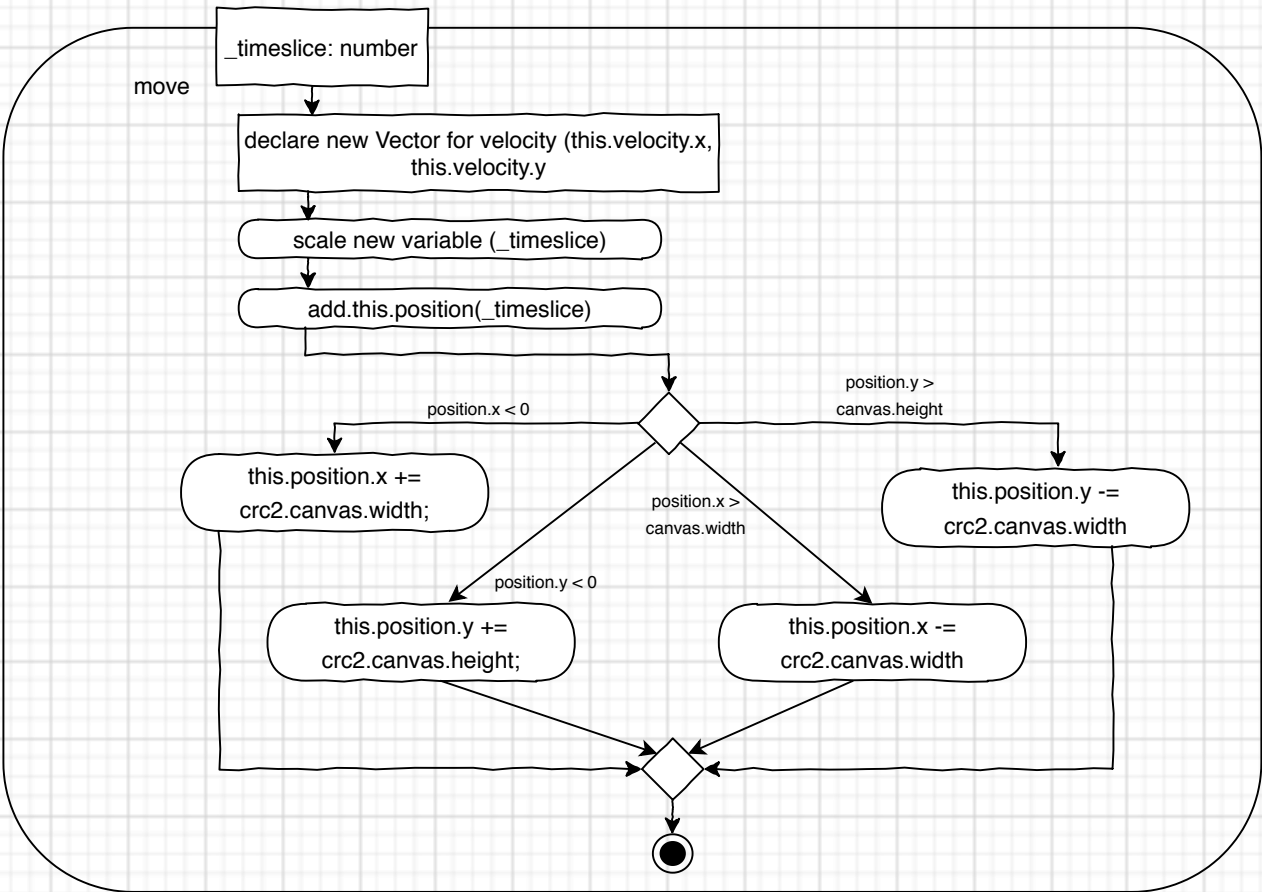 _timeslice: number
move
declare new Vector for velocity (this.velocity.x,
this.velocity.y
scale new variable (_timeslice)
add.this.position(_timeslice)
position.y >
canvas.height
position.x < 0
this.position.x +=
crc2.canvas.width;
position.x >
canvas.width
this.position.y -=
crc2.canvas.width
position.y < 0
this.position.y +=
crc2.canvas.height;
this.position.x -=
crc2.canvas.width